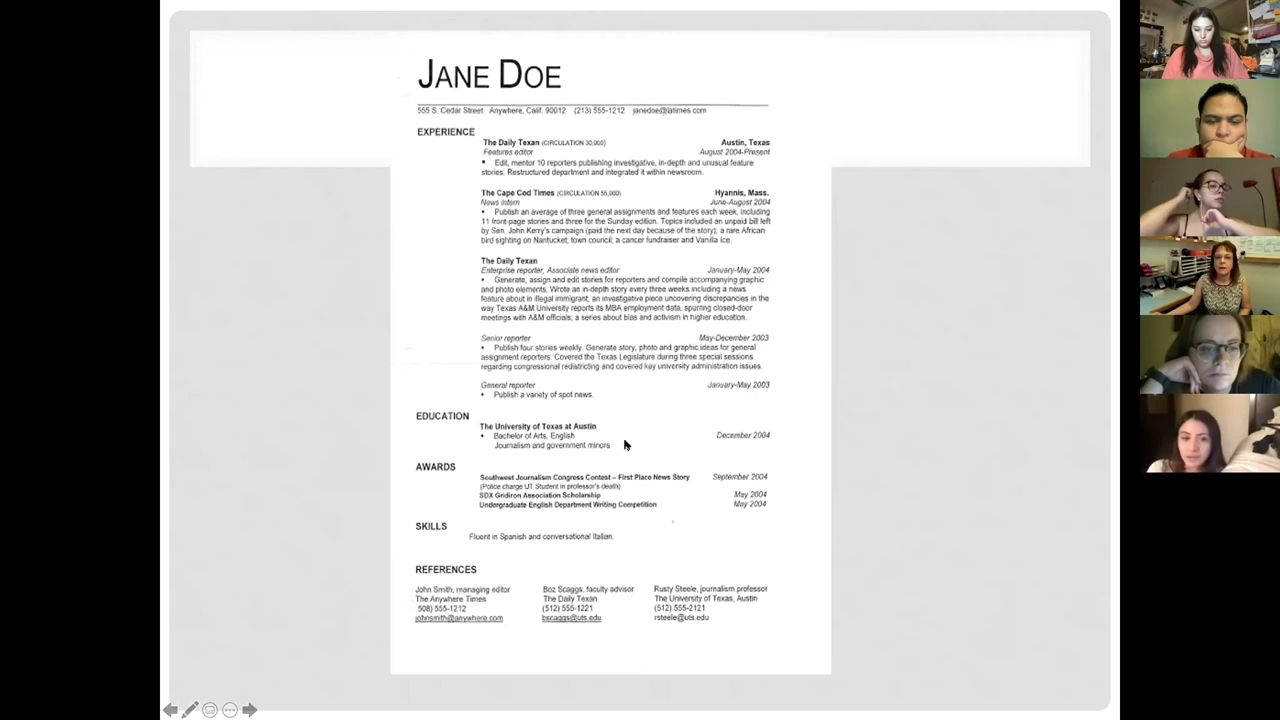 JANE DOE
555 S. Cedar Street Anywhere, Calif. 90012 (213) 555-1212 janedoe@latimes.com
EXPERIENCE
The Daily Texan (CIRCULATION 30,000) Austin, Texas
Features editor August 2004-Present
• Edit, mentor 10 reporters publishing investigative, in-depth and unusual feature
stories. Restructured department and integrated it within newsroom.
The Cape Cod Times (CIRCULATION 55,000) Hyannis, Mass.
News intern June-August 2004
• Publish an average of three general assignments and features each week, including
11 front-page stories and three for the Sunday edition. Topics included an unpaid bill left
by Sen. John Kerry's campaign (paid the next day because of the story); a rare African
bird sighting on Nantucket; town council; a cancer fundraiser and Vanilla Ice.
The Daily Texan
Enterprise reporter, Associate news editor January-May 2004
• Generate, assign and edit stories for reporters and compile accompanying graphic
and photo elements. Wrote an in-depth story every three weeks including a news
feature about in illegal immigrant, an investigative piece uncovering discrepancies in the
way Texas A&M University reports its MBA employment data, spurring closed-door
meetings with A&M officials; a series about bias and activism in higher education.
Senior reporter May-December 2003
• Publish four stories weekly. Generate story, photo and graphic ideas for general
assignment reporters. Covered the Texas Legislature during three special sessions
regarding congressional redistricting and covered key university administration issues.
General reporter January-May 2003
• Publish a variety of spot news.
EDUCATION
The University of Texas at Austin
• Bachelor of Arts, English December 2004
Journalism and government minors
AWARDS
Southwest Journalism Congress Contest – First Place News Story September 2004
(Police charge UT Student in professor's death)
SDX Gridiron Association Scholarship May 2004
Undergraduate English Department Writing Competition May 2004
SKILLS
Fluent in Spanish and conversational Italian.
REFERENCES
John Smith, managing editor Boz Scaggs, faculty advisor Rusty Steele, journalism professor
The Anywhere Times The Daily Texan The University of Texas, Austin
508) 555-1212 (512) 555-1221 (512) 555-2121
johnsmith@anywhere.com bscaggs@uts.edu rsteele@uts.edu